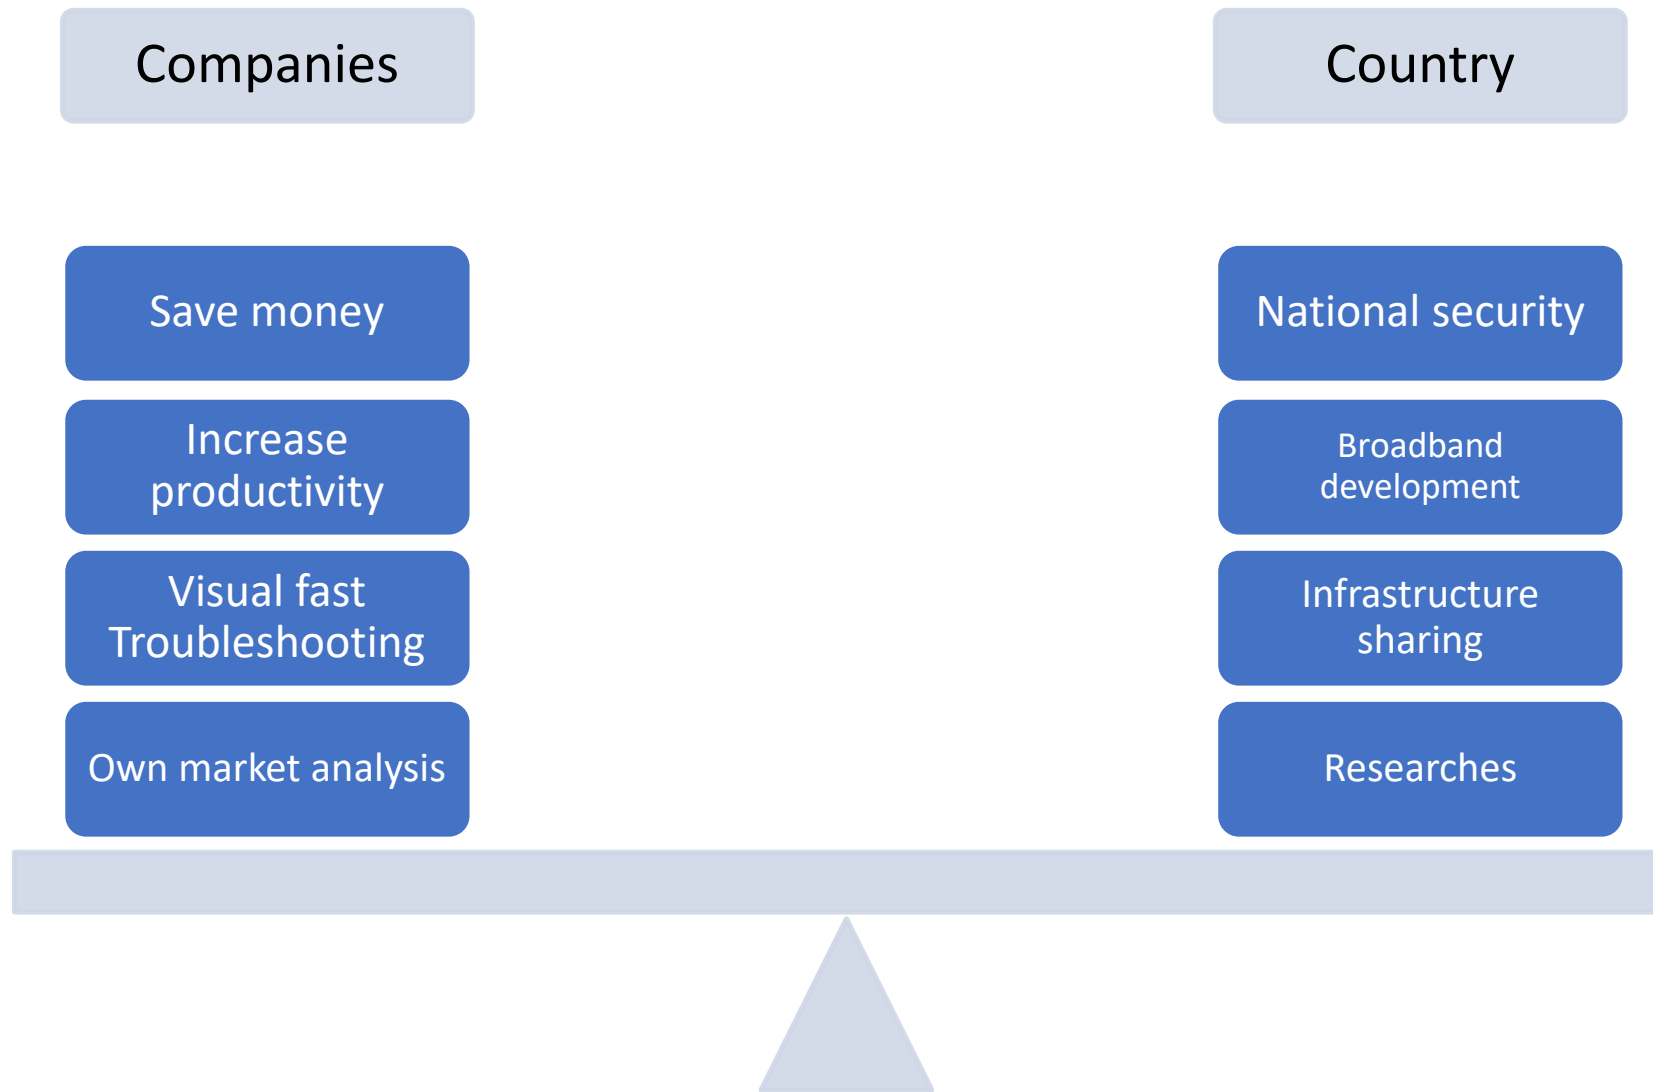 Companies
Country
Save money
Increase
productivity
Visual fast
Troubleshooting
Own market analysis
National security
Broadband
development
Infrastructure
sharing
Researches